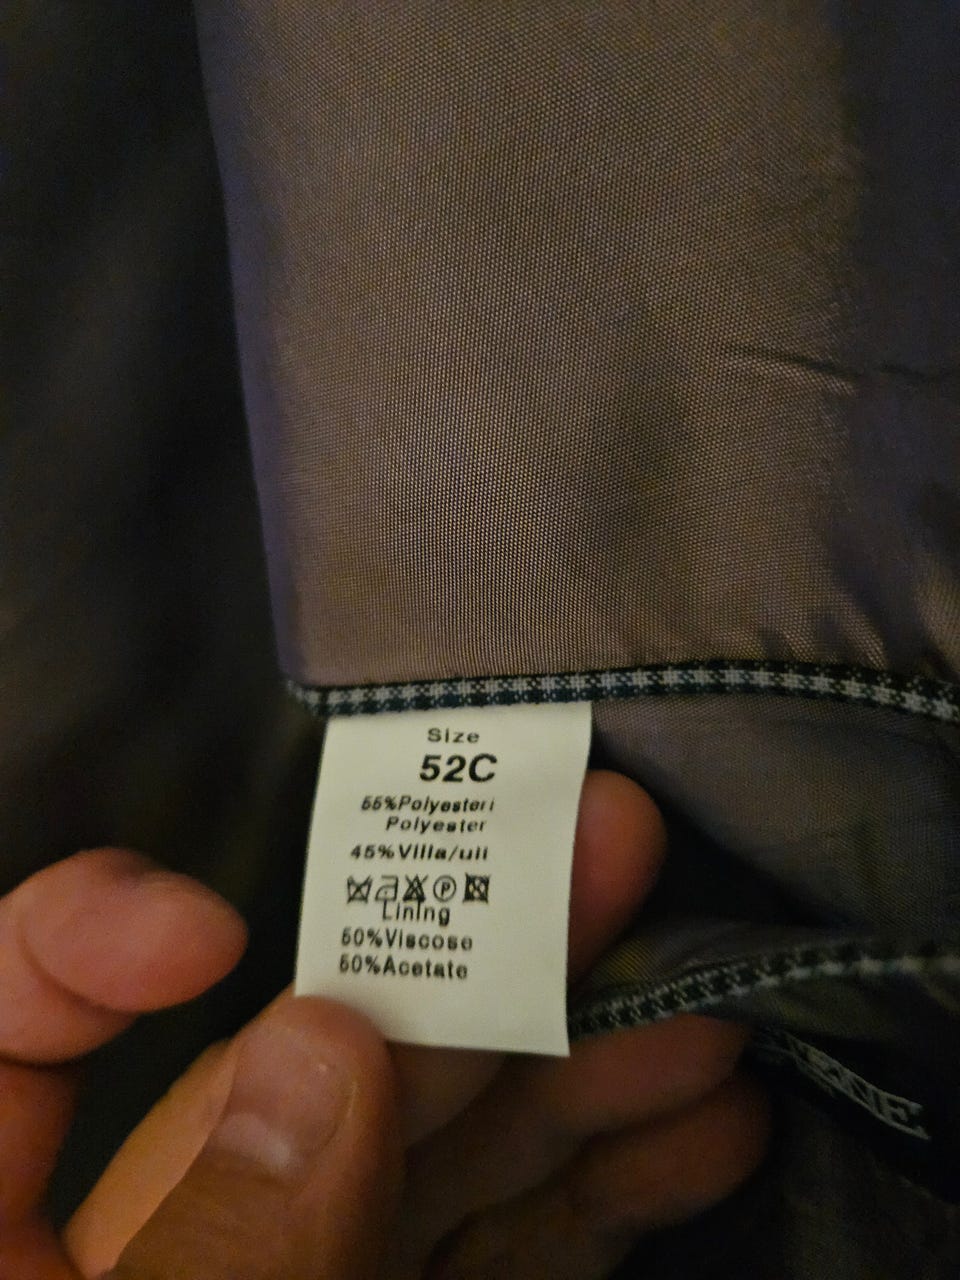 Size
52C
55%Polyesteri
Polyester
45%Villa/ull
Ⓟ
Lining
50%Viscose
50%Acetate